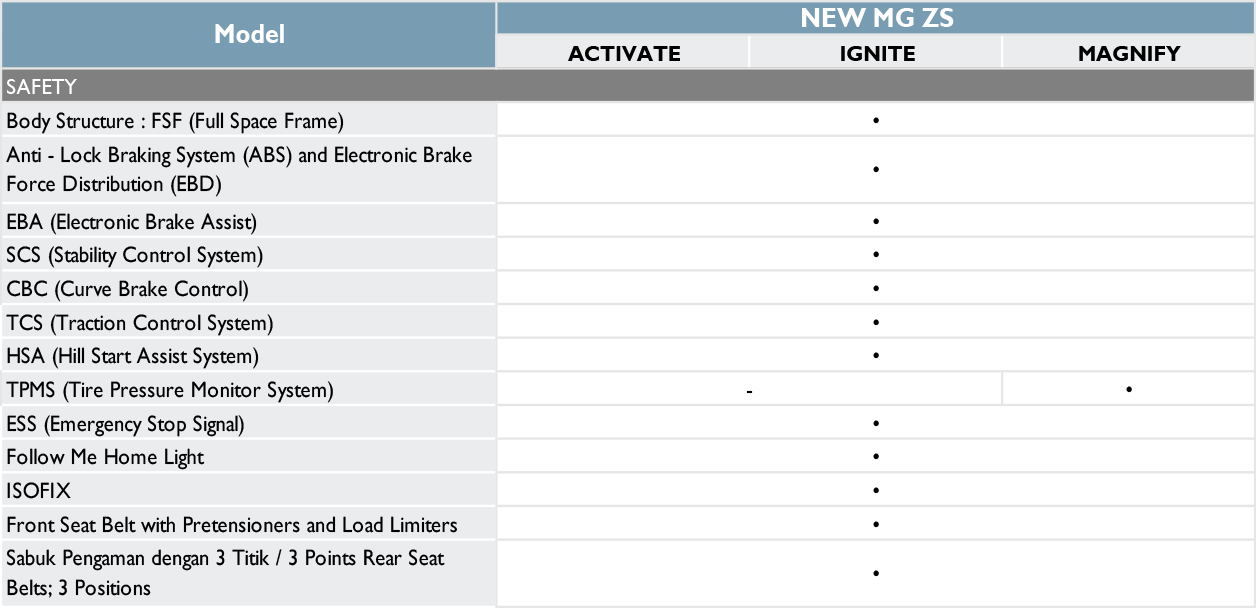 Model
NEW MG ZS
ACTIVATE
IGNITE
MAGNIFY
SAFETY
Body Structure : FSF (Full Space Frame)
•
Anti - Lock Braking System (ABS) and Electronic Brake
Force Distribution (EBD)
•
EBA (Electronic Brake Assist)
•
SCS (Stability Control System)
•
CBC (Curve Brake Control)
•
TCS (Traction Control System)
•
HSA (Hill Start Assist System)
•
TPMS (Tire Pressure Monitor System)
-
•
ESS (Emergency Stop Signal)
•
Follow Me Home Light
•
ISOFIX
•
Front Seat Belt with Pretensioners and Load Limiters
•
Sabuk Pengaman dengan 3 Titik / 3 Points Rear Seat
Belts; 3 Positions
•